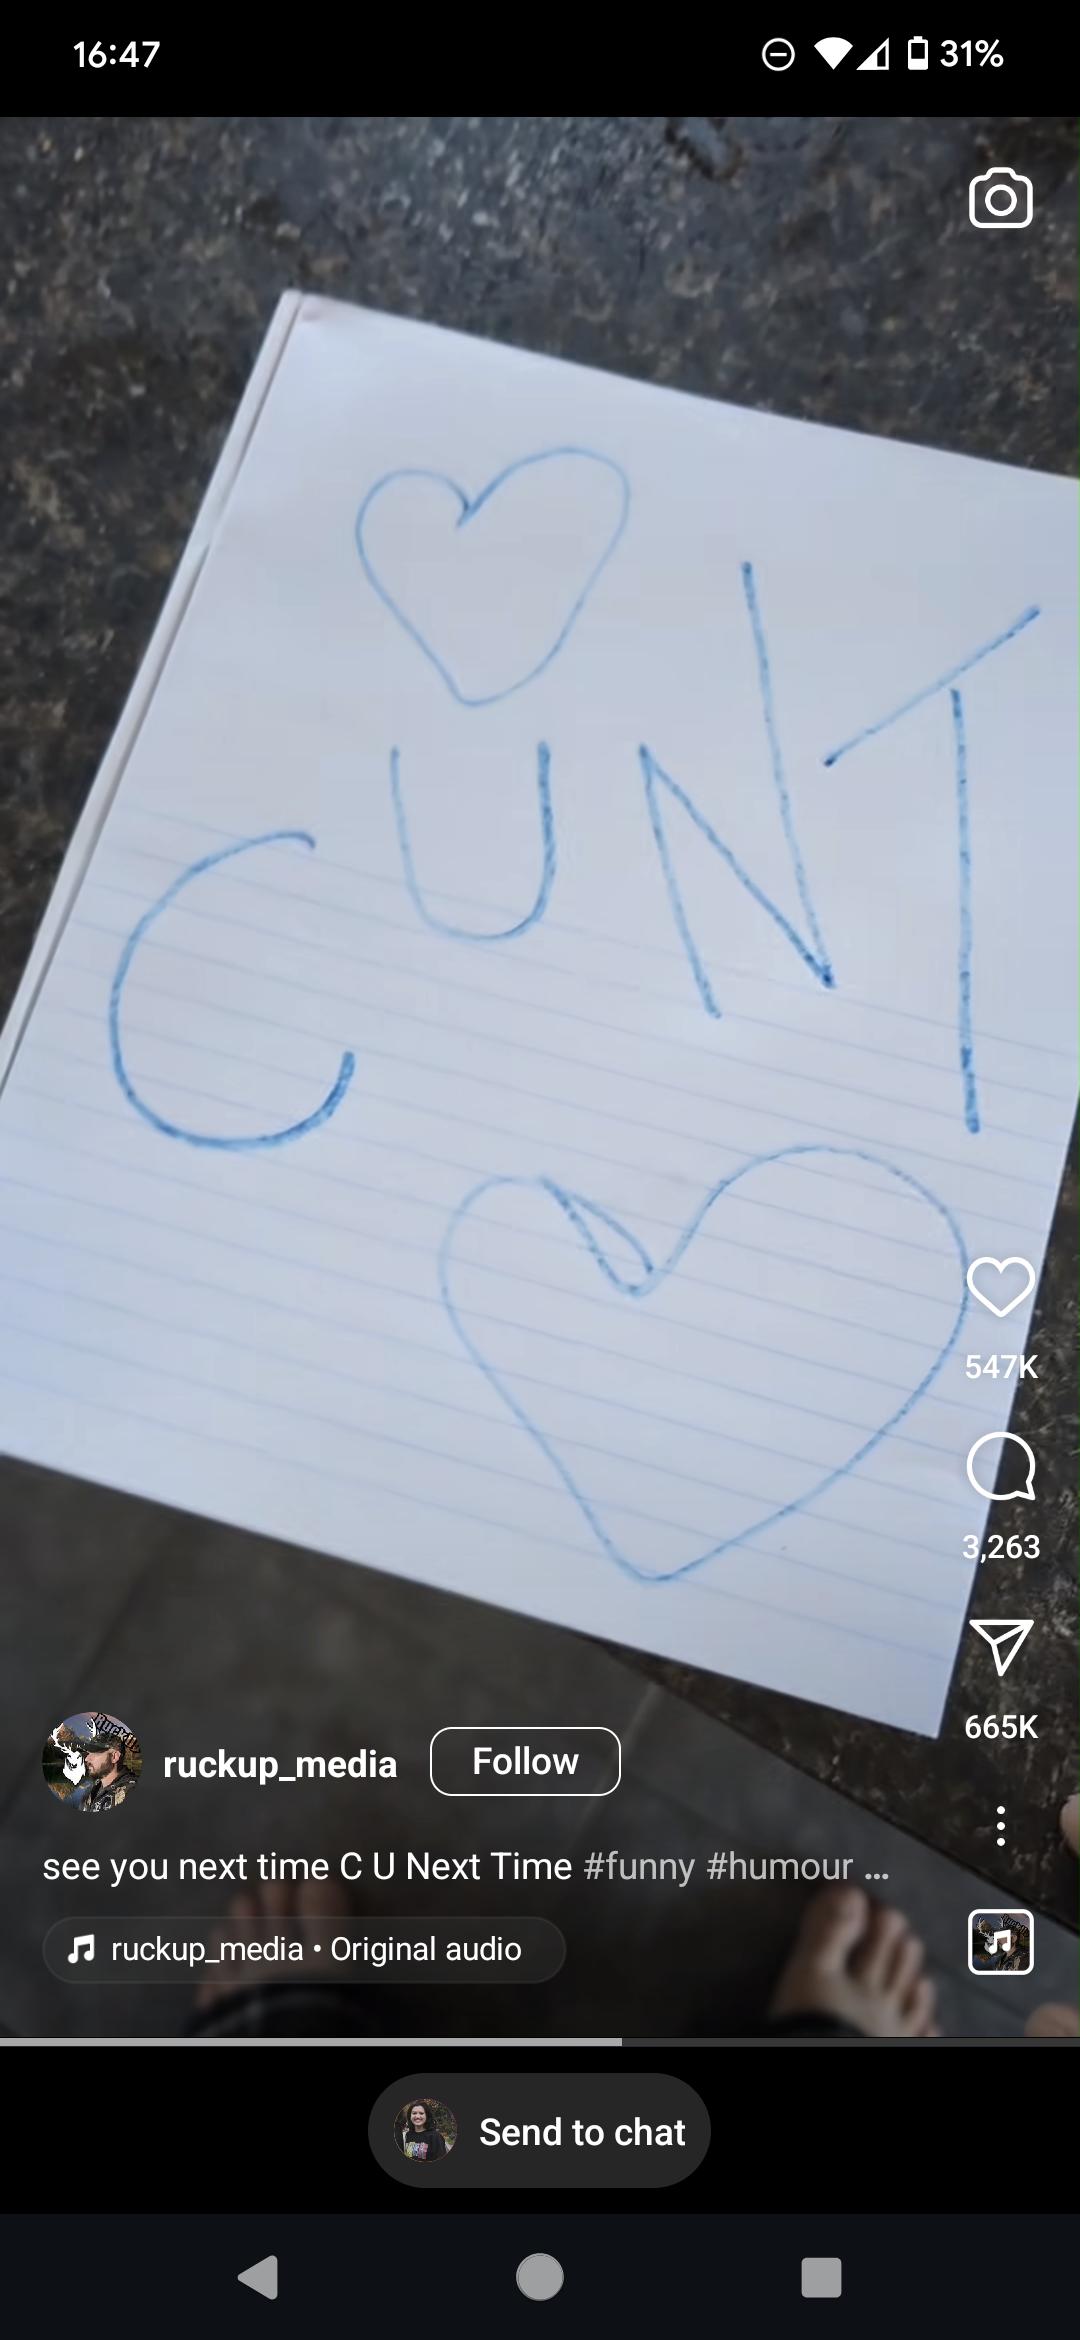 16:47
31%
CUNT
547K
3,263
665K
ruckup_media
Follow
see you next time C U Next Time #funny #humour ...
ruckup_media • Original audio
Send to chat